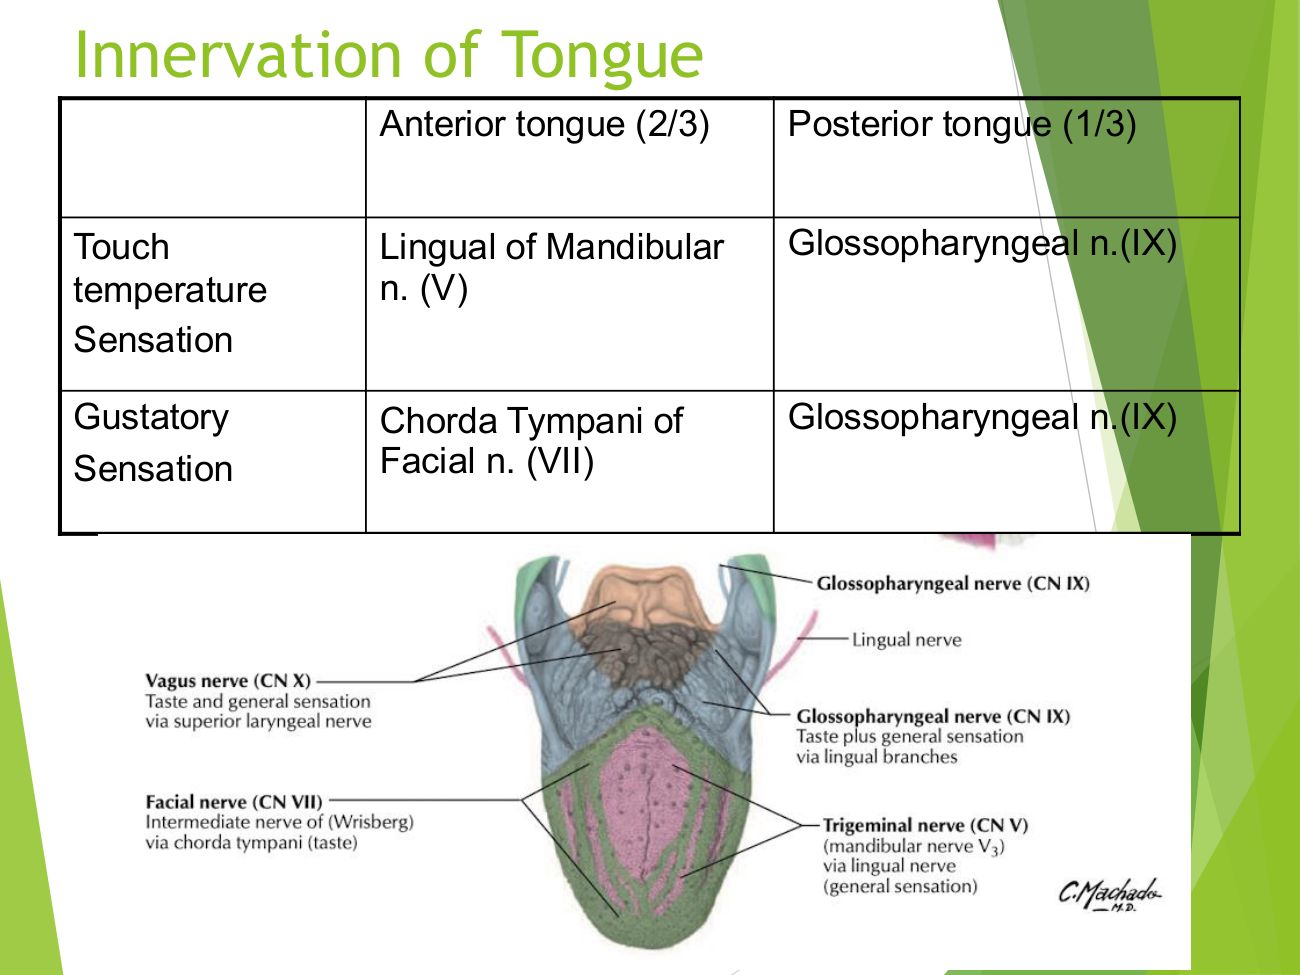 Innervation of Tongue
Anterior tongue (2/3)
Posterior tongue (1/3)
Touch
temperature
Sensation
Lingual of Mandibular
n. (V)
Glossopharyngeal n.(IX)
Gustatory
Sensation
Chorda Tympani of
Facial n. (VII)
Glossopharyngeal n.(IX)
Glossopharyngeal nerve (CN IX)
Lingual nerve
Vagus nerve (CN X)
Taste and general sensation
via superior laryngeal nerve
Glossopharyngeal nerve (CN IX)
Taste plus general sensation
via lingual branches
Facial nerve (CN VII)
Intermediate nerve of (Wrisberg)
via chorda tympani (taste)
Trigeminal nerve (CN V)
(mandibular nerve V3)
via lingual nerve
(general sensation)
C.Machado
M.D.